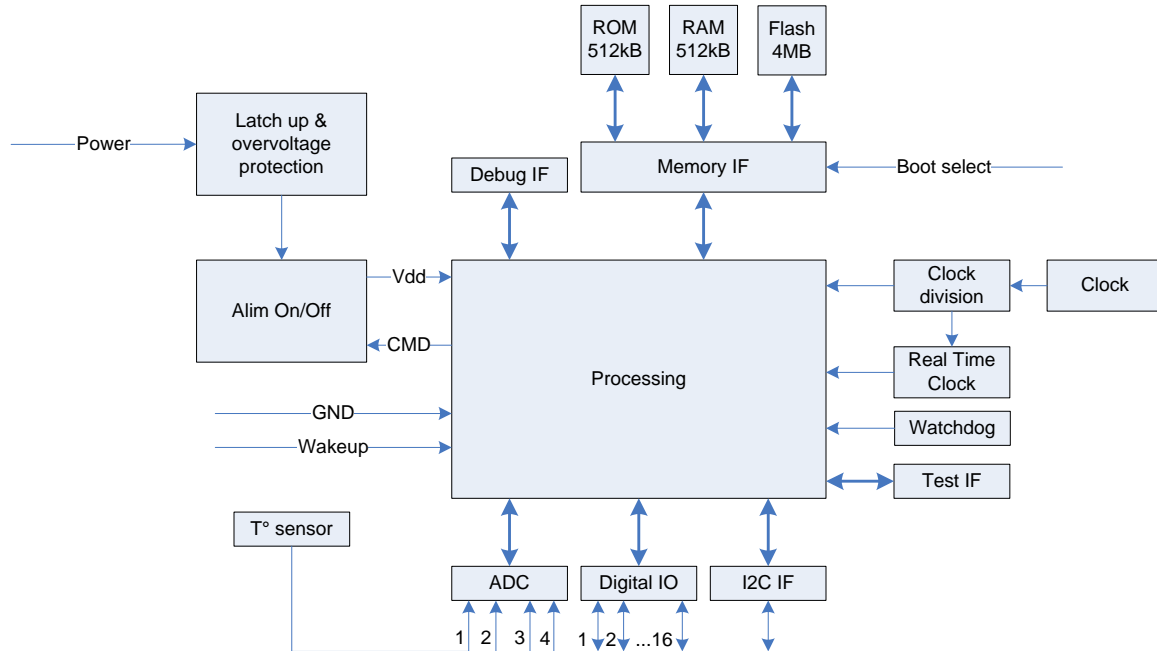 ROM
512kB
RAM
512kB
Flash
4MB
Latch up &
overvoltage
protection
Power
Debug IF
Memory IF
Boot select
Alim On/Off
Vdd
CMD
Processing
Clock
division
Clock
Real Time
Clock
GND
Wakeup
Watchdog
Test IF
T° sensor
ADC
Digital IO
I2C IF
1 2 3 4
1 2 ...16